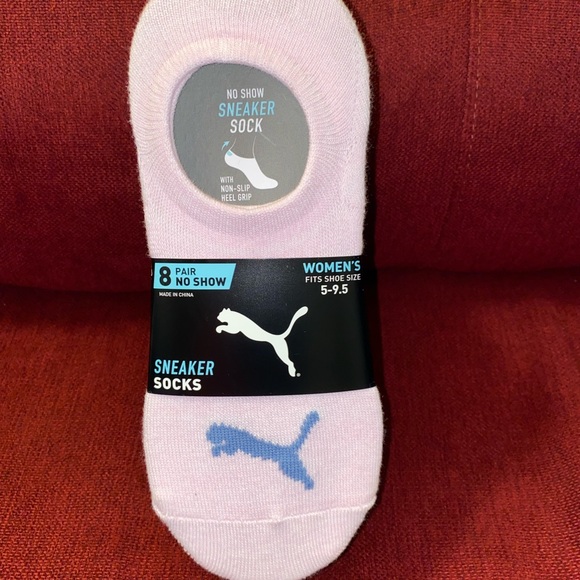 NO SHOW
SNEAKER
SOCK
WITH
NON-SLIP
HEEL GRIP
8 PAIR
NO SHOW
MADE IN CHINA
WOMEN'S
FITS SHOE SIZE
5-9.5
SNEAKER
SOCKS
®